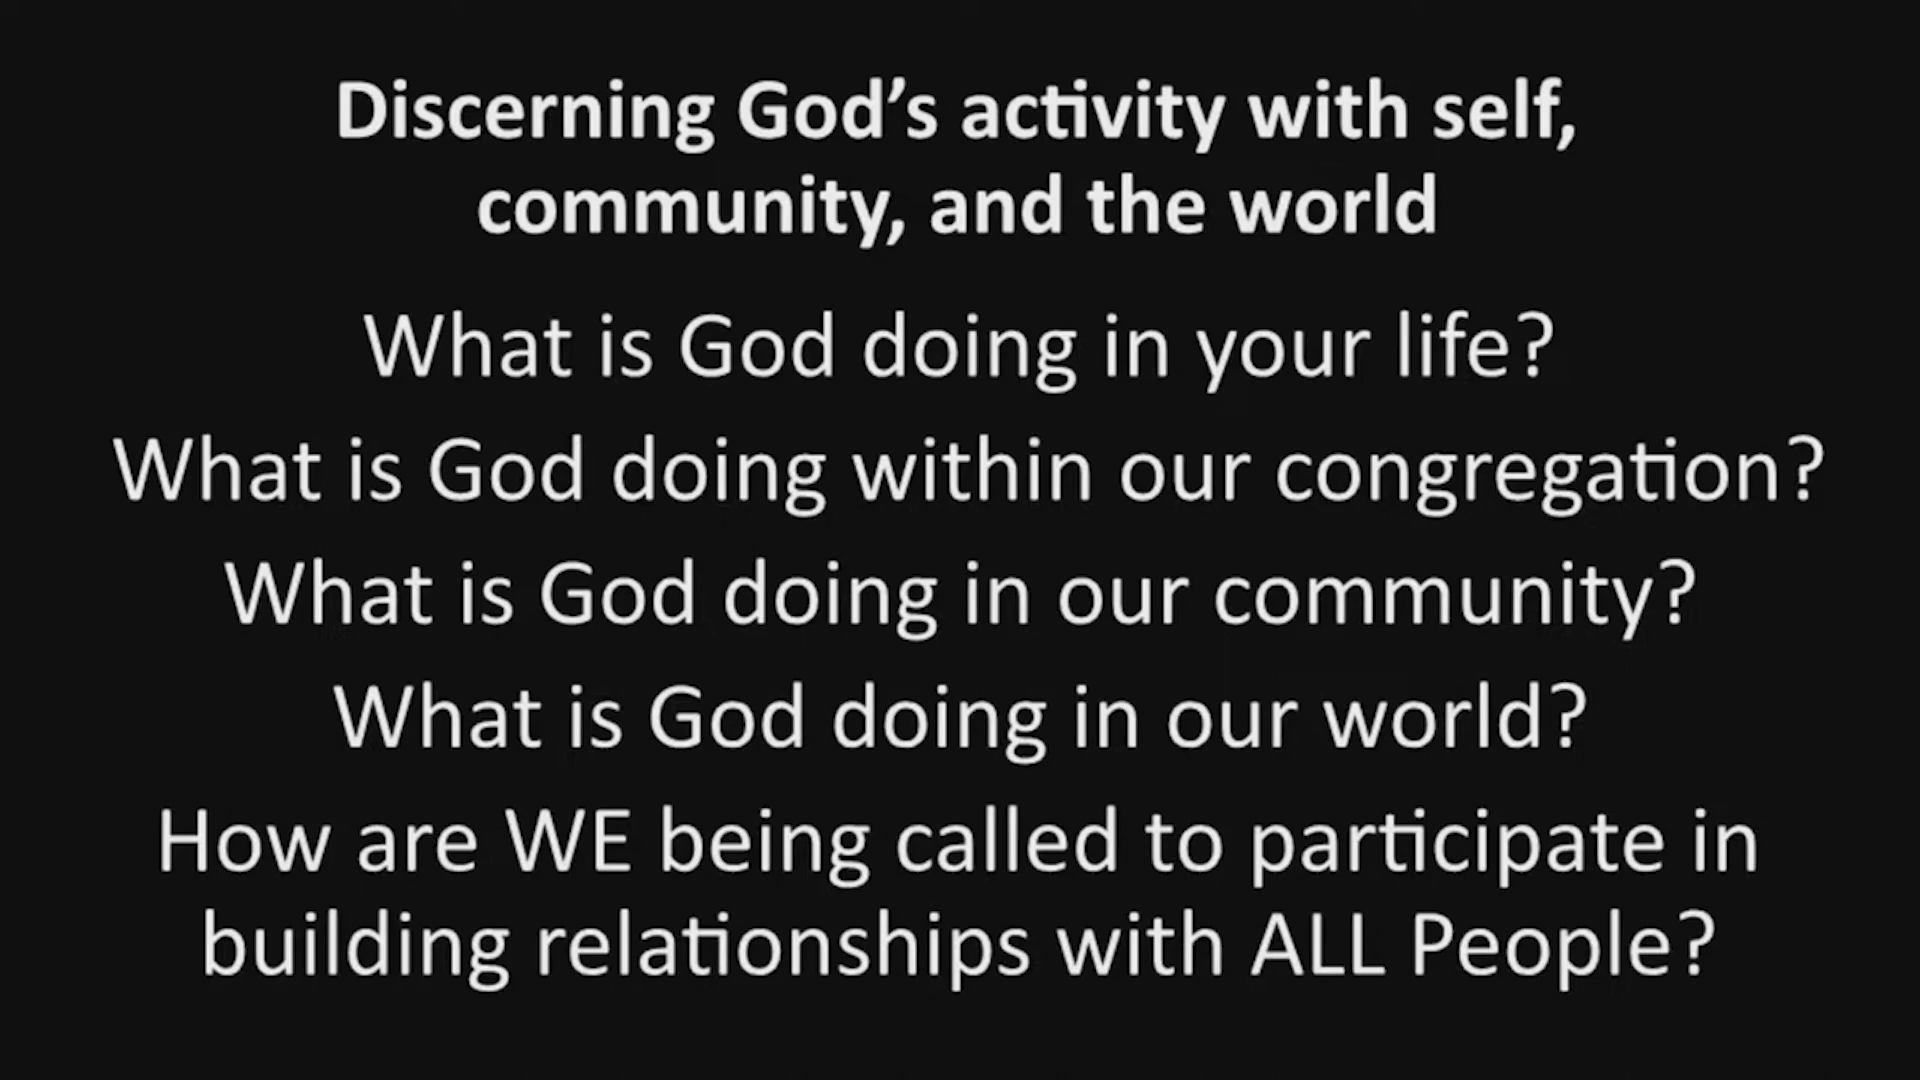 Discerning God’s activity with self,
community, and the world
What is God doing in your life?
What is God doing within our congregation?
What is God doing in our community?
What is God doing in our world?
How are WE being called to participate in
building relationships with ALL People?